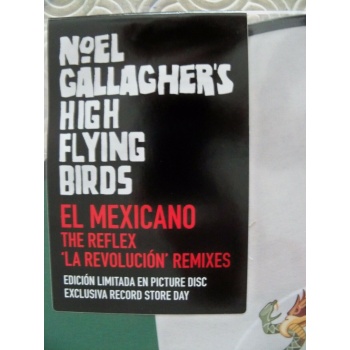 NOEL
GALLAGHER'S
HIGH
FLYING
BIRDS
EL MEXICANO
THE REFLEX
'LA REVOLUCIÓN' REMIXES
EDICIÓN LIMITADA EN PICTURE DISC
EXCLUSIVA RECORD STORE DAY